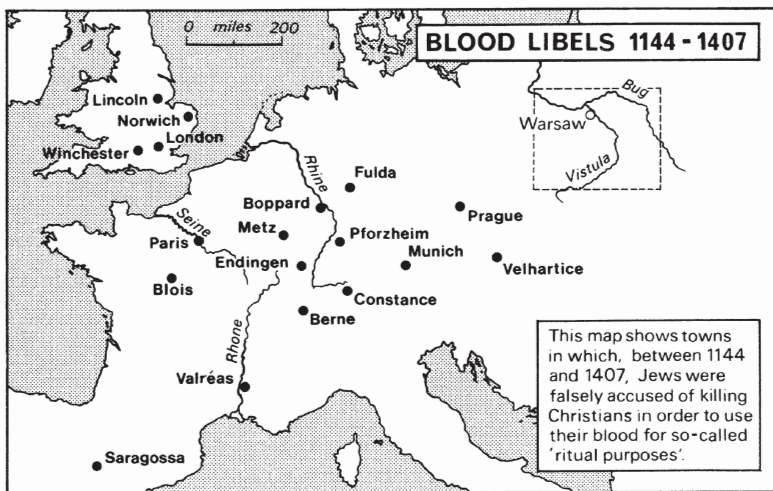 0 miles 200
BLOOD LIBELS 1144 - 1407
Lincoln
Norwich
London
Winchester
Bug
Warsaw
Vistula
Rhine
Fulda
Boppard
Prague
Seine
Metz
Paris
Pforzheim
Munich
Endingen
Velhartice
Blois
Constance
Berne
Rhone
Valréas
Saragossa
This map shows towns
in which, between 1144
and 1407, Jews were
falsely accused of killing
Christians in order to use
their blood for so-called
'ritual purposes'.